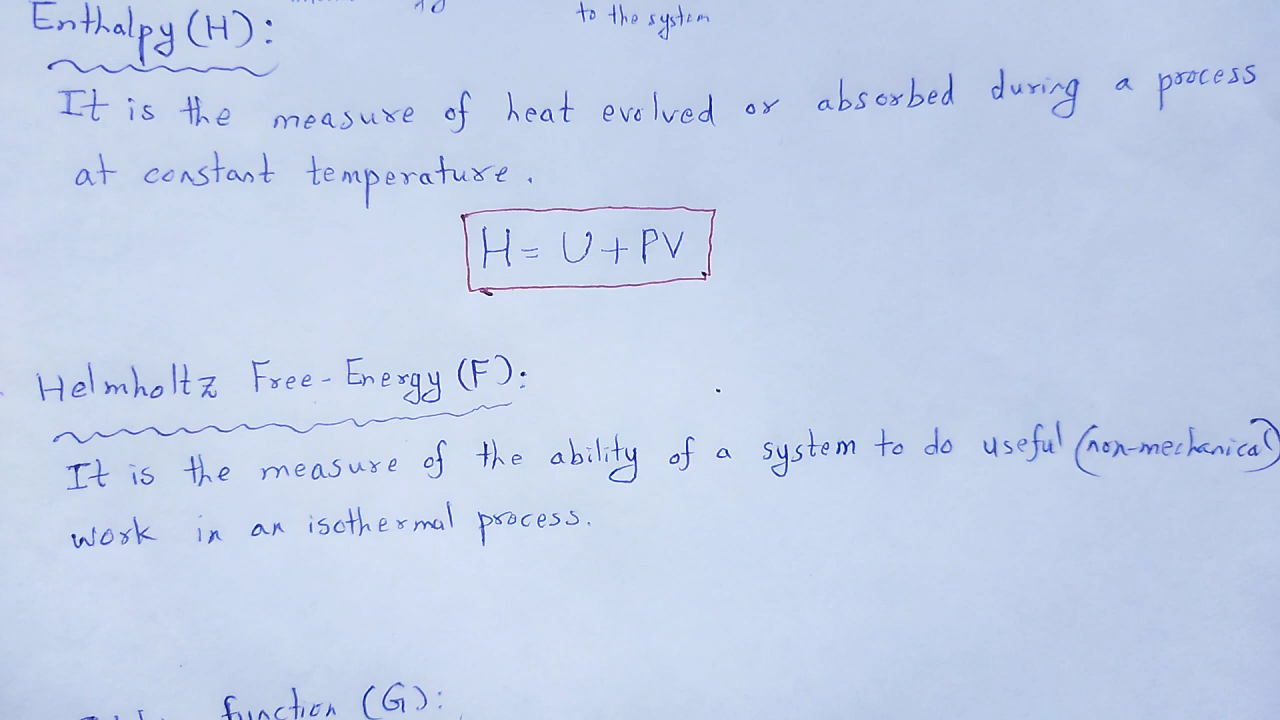 Enthalpy (H):
to the system
It is the measure of heat evolved or absorbed during a process
at constant temperature.
H = U + PV
Helmholtz Free-Energy (F):
It is the measure of the ability of a system to do useful (non-mechanical)
work in an isothermal process.
function (G):